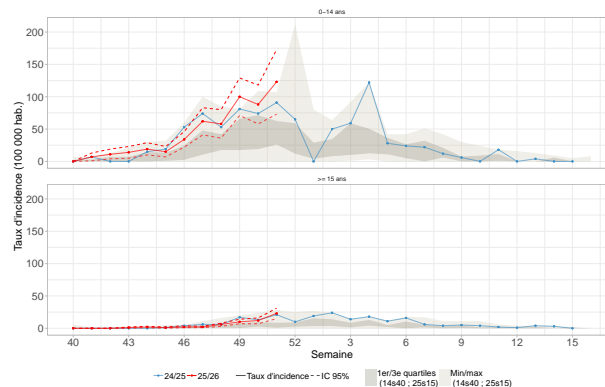 0−14 ans
200
150
100
50
0
>= 15 ans
200
150
100
50
0
Taux d'incidence (100 000 hab.)
40 43 46 49 52 3 6 9 12 15
Semaine
24/25 25/26 Taux d'incidence IC 95% 1er/3e quartiles Min/max
(14s40 ; 25s15) (14s40 ; 25s15)